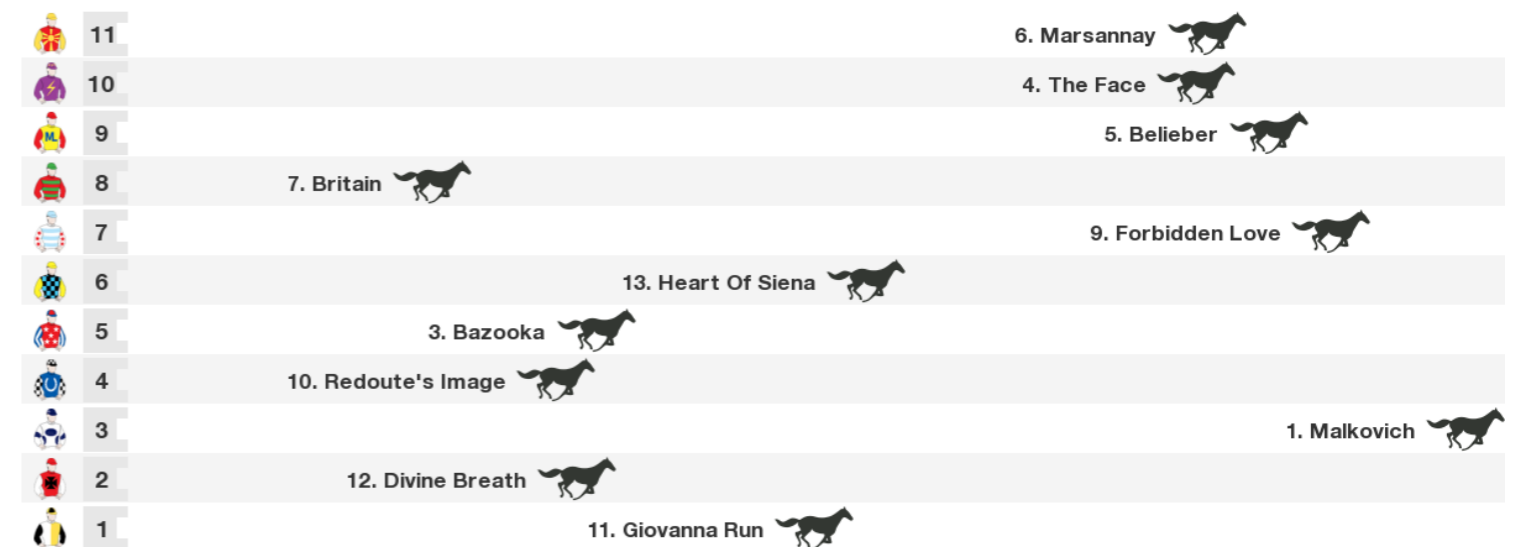 11 6. Marsannay
10 4. The Face
9 ML 5. Belieber
8 7. Britain
7 9. Forbidden Love
6 13. Heart Of Siena
5 3. Bazooka
4 10. Redoute's Image
3 1. Malkovich
2 12. Divine Breath
1 11. Giovanna Run